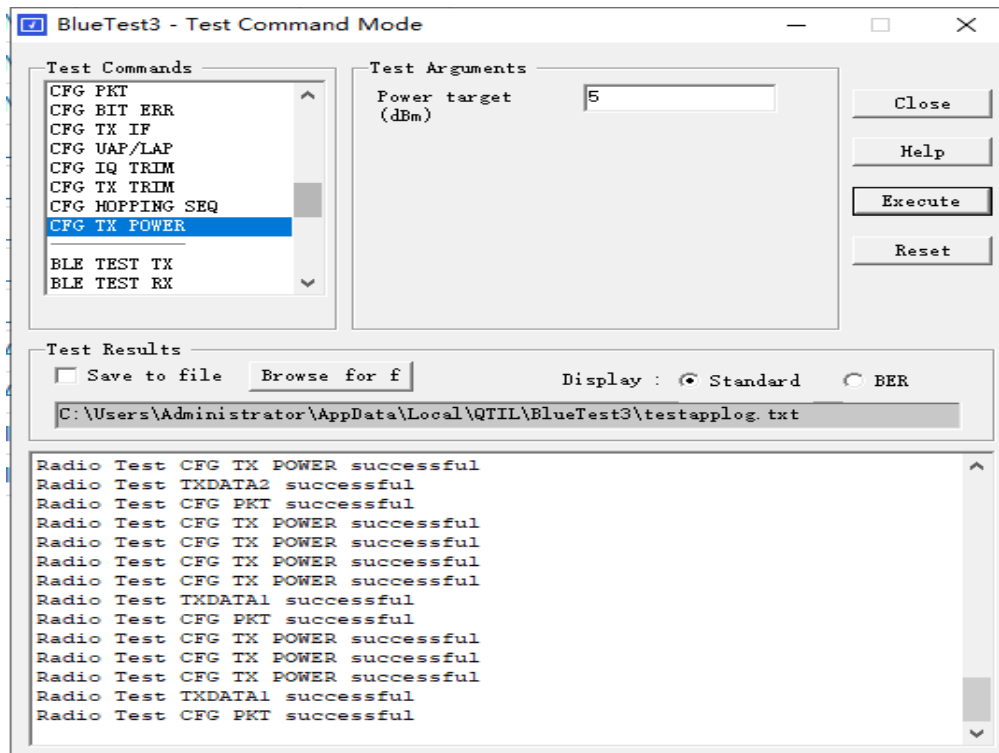 BlueTest3 - Test Command Mode
Test Commands
CFG PKT
CFG BIT ERR
CFG TX IF
CFG UAP/LAP
CFG IQ TRIM
CFG TX TRIM
CFG HOPPING SEQ
CFG TX POWER
BLE TEST TX
BLE TEST RX
Test Arguments
Power target
(dBm)
5
Close
Help
Execute
Reset
Test Results
Save to file
Browse for f
Display :
Standard
BER
C:\Users\Administrator\AppData\Local\QTIL\BlueTest3\testapplog.txt
Radio Test CFG TX POWER successful
Radio Test TXDATA2 successful
Radio Test CFG PKT successful
Radio Test CFG TX POWER successful
Radio Test CFG TX POWER successful
Radio Test CFG TX POWER successful
Radio Test CFG TX POWER successful
Radio Test TXDATA1 successful
Radio Test CFG PKT successful
Radio Test CFG TX POWER successful
Radio Test CFG TX POWER successful
Radio Test CFG TX POWER successful
Radio Test TXDATA1 successful
Radio Test CFG PKT successful